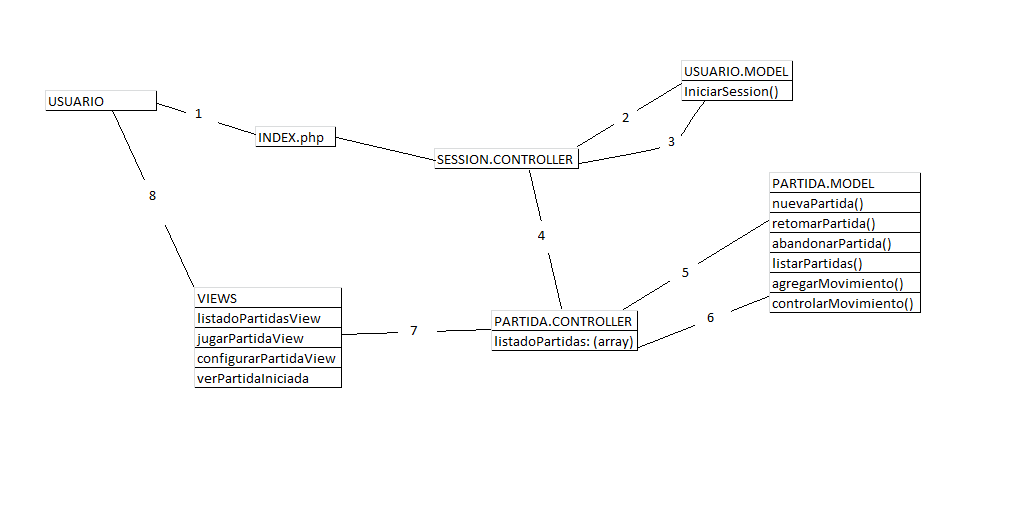 USUARIO
1
INDEX.php
SESSION.CONTROLLER
2
3
USUARIO.MODEL
IniciarSession()
4
5
6
PARTIDA.MODEL
nuevaPartida()
retomarPartida()
abandonarPartida()
listarPartidas()
agregarMovimiento()
controlarMovimiento()
PARTIDA.CONTROLLER
listadoPartidas: (array)
7
VIEWS
listadoPartidasView
jugarPartidaView
configurarPartidaView
verPartidaIniciada
8